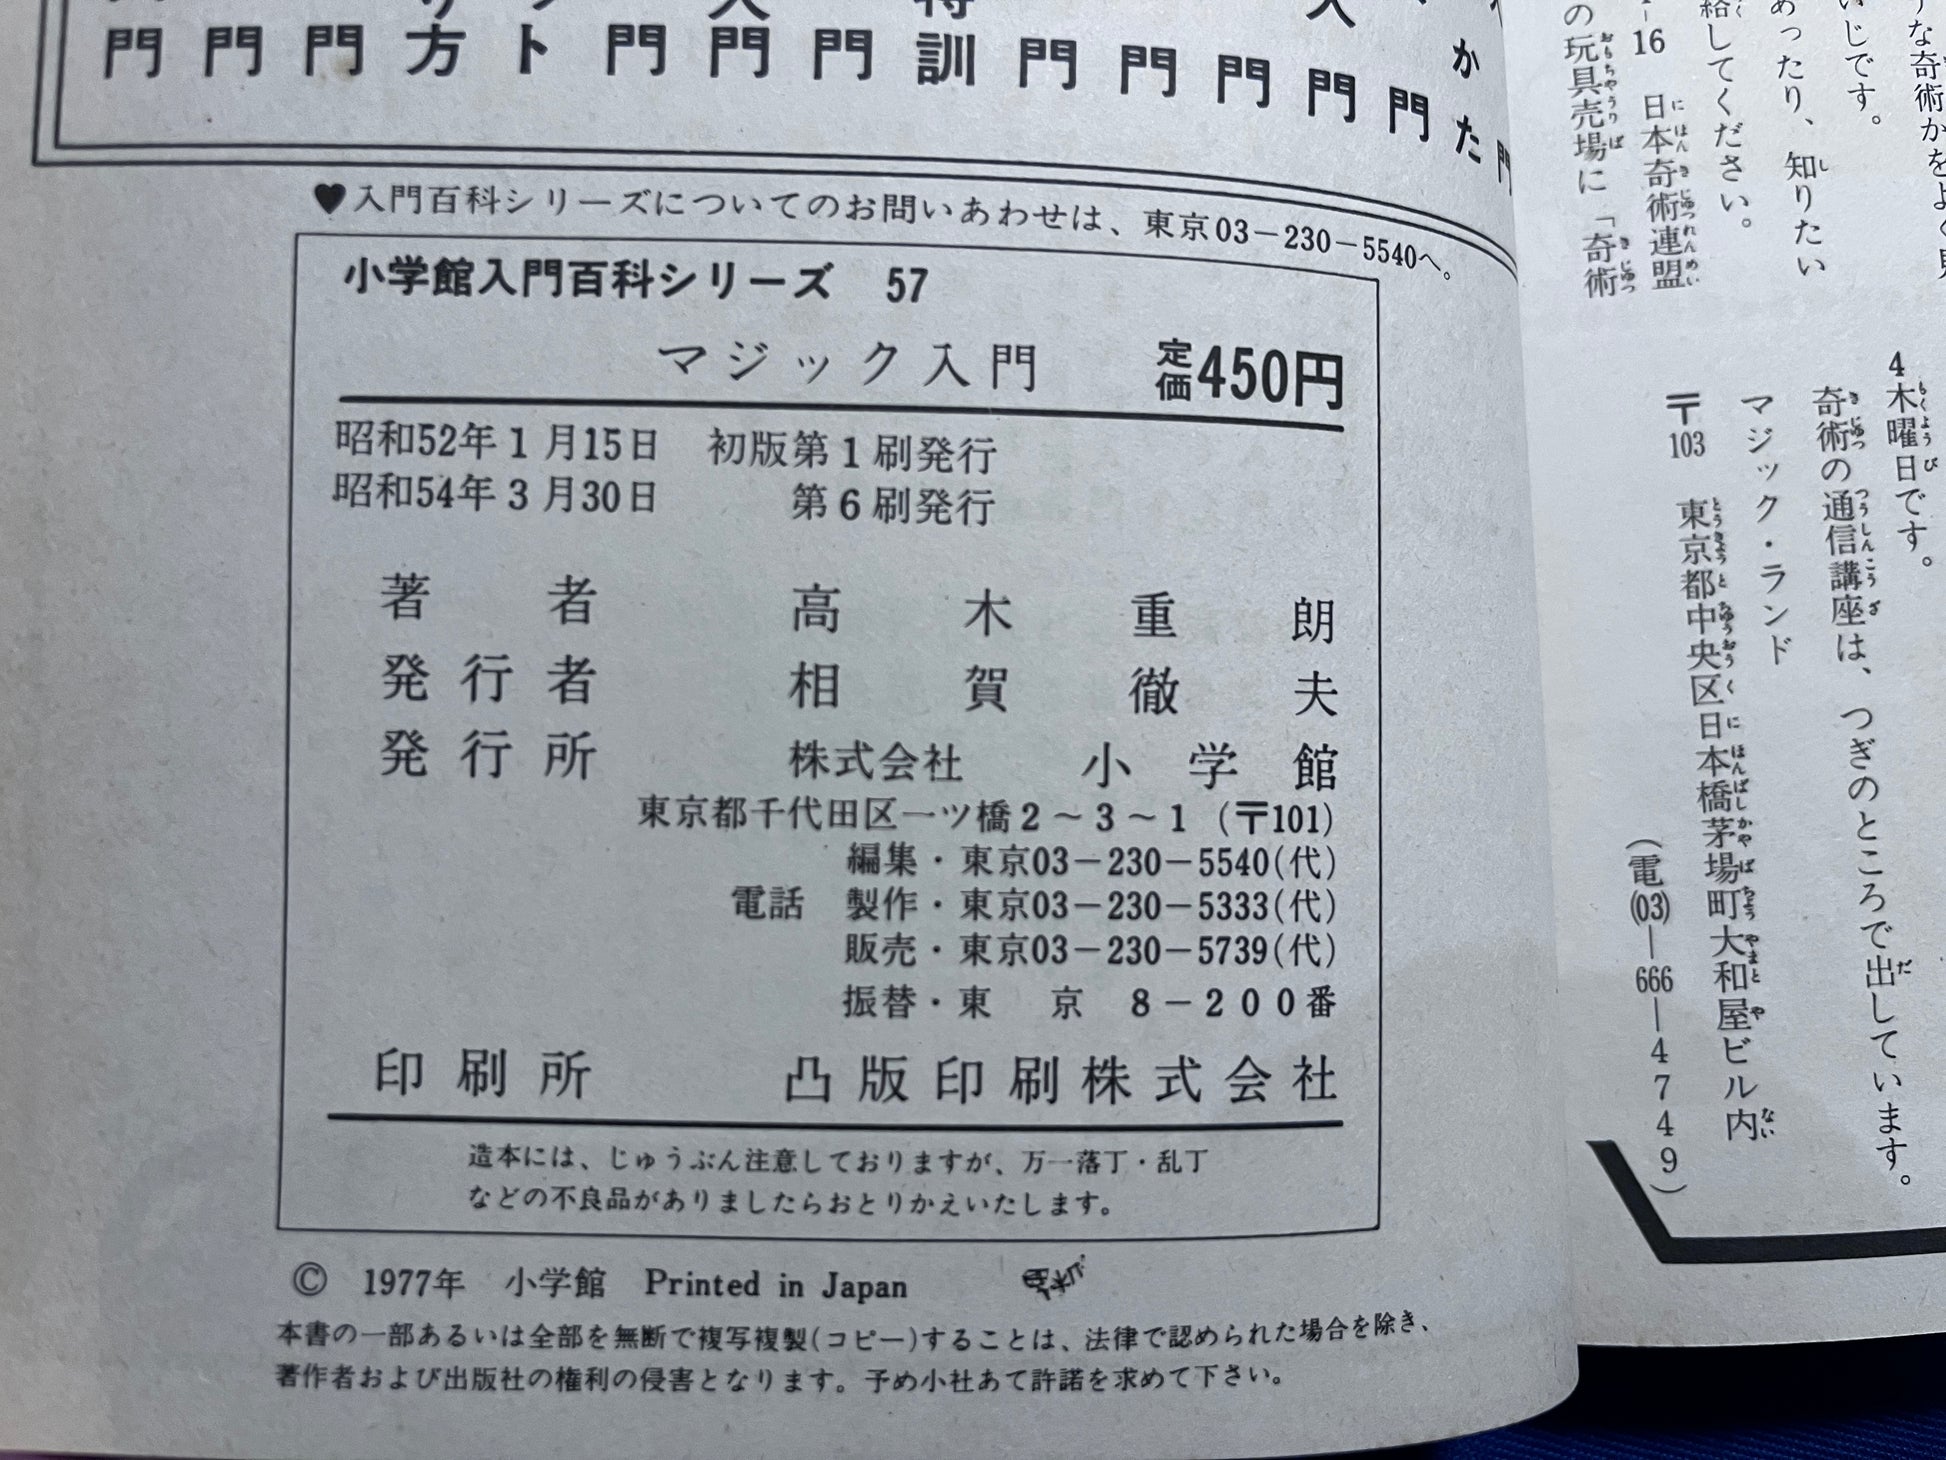 門 門 門 方 ト 門 門 門 訓 門 門 門 門 門 かた 門
♥入門百科シリーズについてのお問いあわせは、東京03－230－5540へ。
小学館入門百科シリーズ 57
マジック入門 定価450円
昭和52年1月15日 初版第1刷発行
昭和54年3月30日 第6刷発行
著者 高木重朗
発行者 相賀徹夫
発行所 株式会社 小学館
東京都千代田区一ツ橋2～3～1（〒101）
編集・東京03－230－5540(代)
電話 製作・東京03－230－5333(代)
販売・東京03－230－5739(代)
振替・東京 8－200番
印刷所 凸版印刷株式会社
造本には、じゅうぶん注意しておりますが、万一落丁・乱丁
などの不良品がありましたらおとりかえいたします。
© 1977年 小学館 Printed in Japan
本書の一部あるいは全部を無断で複写複製(コピー)することは、法律で認められた場合を除き、
著作者および出版社の権利の侵害となります。予め小社あて許諾を求めて下さい。
な奇術かをよく
じです。
あったり、知りたい
絡してください。
16 日本奇術連盟
の玩具売場に「奇術
4木曜日です。
奇術の通信講座は、つぎのところで出しています。
マジック・ランド
〒103 東京都中央区日本橋茅場町大和屋ビル内
（電(03)―666―4749）